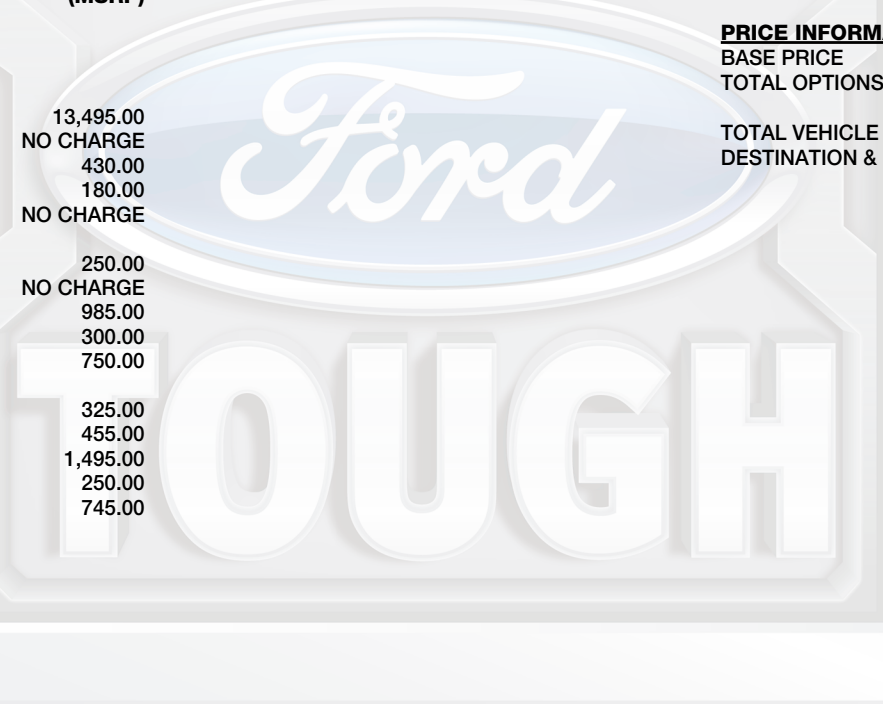 (MSRP)
13,495.00
NO CHARGE
430.00
180.00
NO CHARGE
250.00
NO CHARGE
985.00
300.00
750.00
325.00
455.00
1,495.00
250.00
745.00
PRICE INFORMA
BASE PRICE
TOTAL OPTIONS
TOTAL VEHICLE
DESTINATION &
Ford
TOUGH